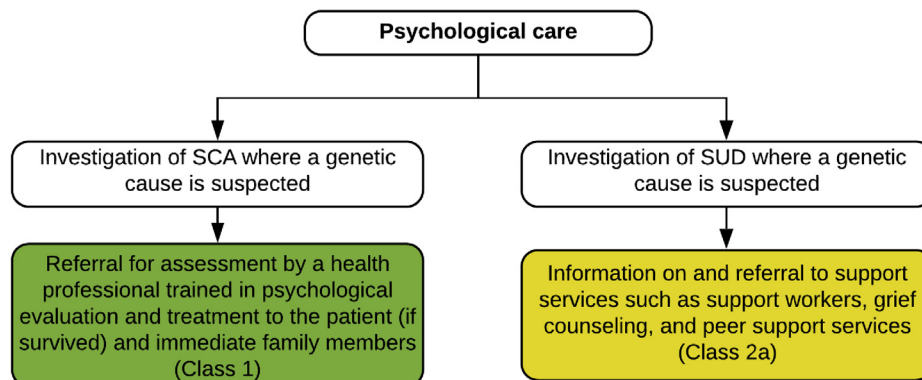 Psychological care
Investigation of SCA where a genetic
cause is suspected
Investigation of SUD where a genetic
cause is suspected
Referral for assessment by a health
professional trained in psychological
evaluation and treatment to the patient (if
survived) and immediate family members
(Class 1)
Information on and referral to support
services such as support workers, grief
counseling, and peer support services
(Class 2a)